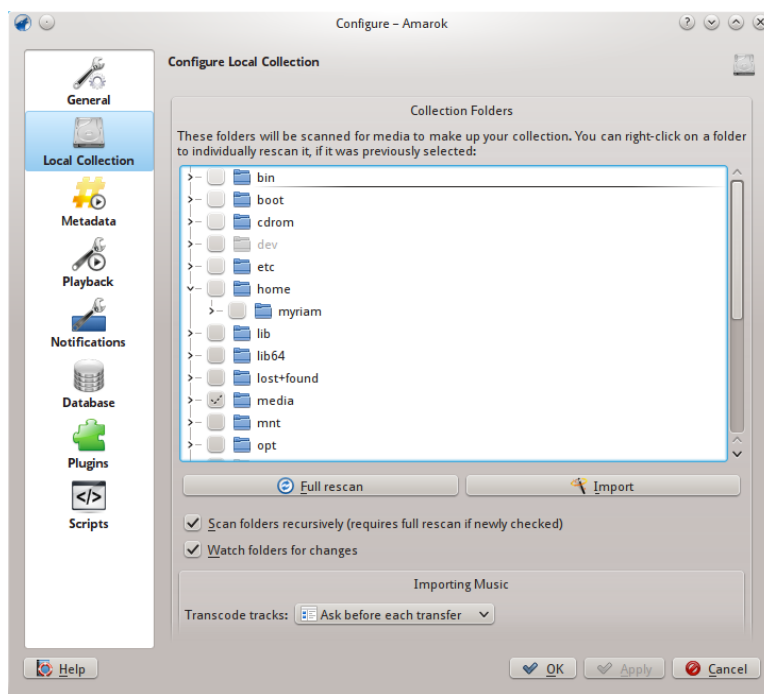 Configure – Amarok
General
Local Collection
Metadata
Playback
Notifications
Database
Plugins
Scripts
Configure Local Collection
Collection Folders
These folders will be scanned for media to make up your collection. You can right-click on a folder
to individually rescan it, if it was previously selected:
bin
boot
cdrom
dev
etc
home
myriam
lib
lib64
lost+found
media
mnt
opt
Full rescan
Import
Scan folders recursively (requires full rescan if newly checked)
Watch folders for changes
Importing Music
Transcode tracks: Ask before each transfer
Help
OK
Apply
Cancel